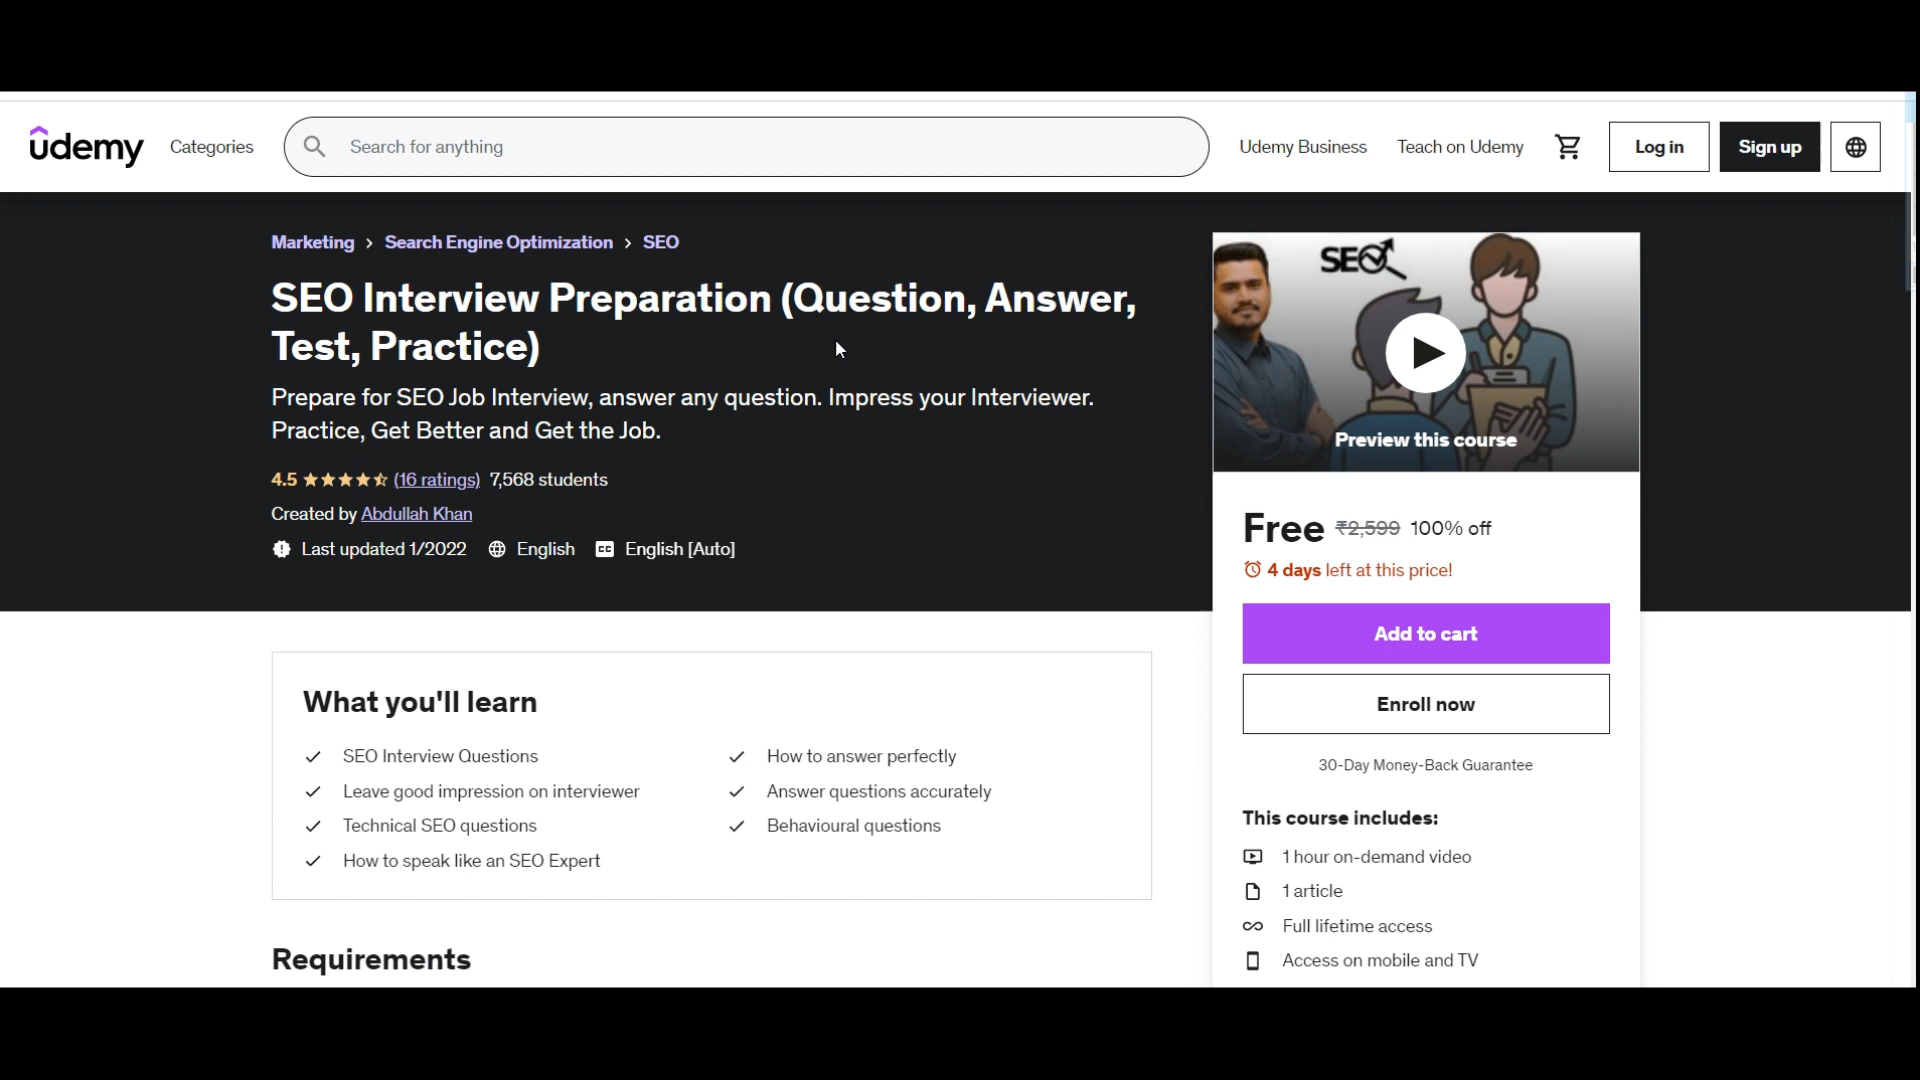 udemy
Categories
Search for anything
Udemy Business
Teach on Udemy
Log in
Sign up
Marketing > Search Engine Optimization > SEO
SEO Interview Preparation (Question, Answer,
Test, Practice)
Prepare for SEO Job Interview, answer any question. Impress your Interviewer.
Practice, Get Better and Get the Job.
4.5 (16 ratings) 7,568 students
Created by Abdullah Khan
Last updated 1/2022 English CC English [Auto]
SEO
Preview this course
Free ₹2,599 100% off
4 days left at this price!
Add to cart
Enroll now
30-Day Money-Back Guarantee
This course includes:
1 hour on-demand video
1 article
Full lifetime access
Access on mobile and TV
What you'll learn
SEO Interview Questions
Leave good impression on interviewer
Technical SEO questions
How to speak like an SEO Expert
How to answer perfectly
Answer questions accurately
Behavioural questions
Requirements